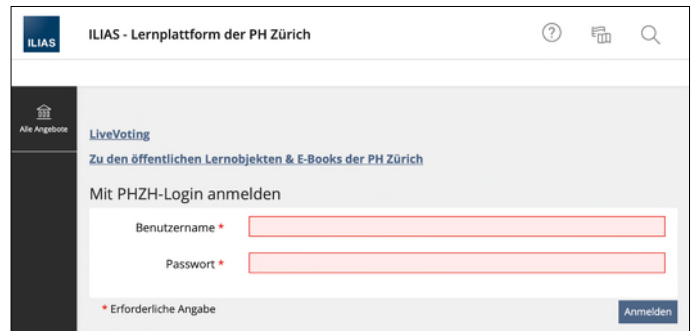 ILIAS
ILIAS - Lernplattform der PH Zürich
Alle Angebote
LiveVoting
Zu den öffentlichen Lernobjekten & E-Books der PH Zürich
Mit PHZH-Login anmelden
Benutzername *
Passwort *
* Erforderliche Angabe
Anmelden